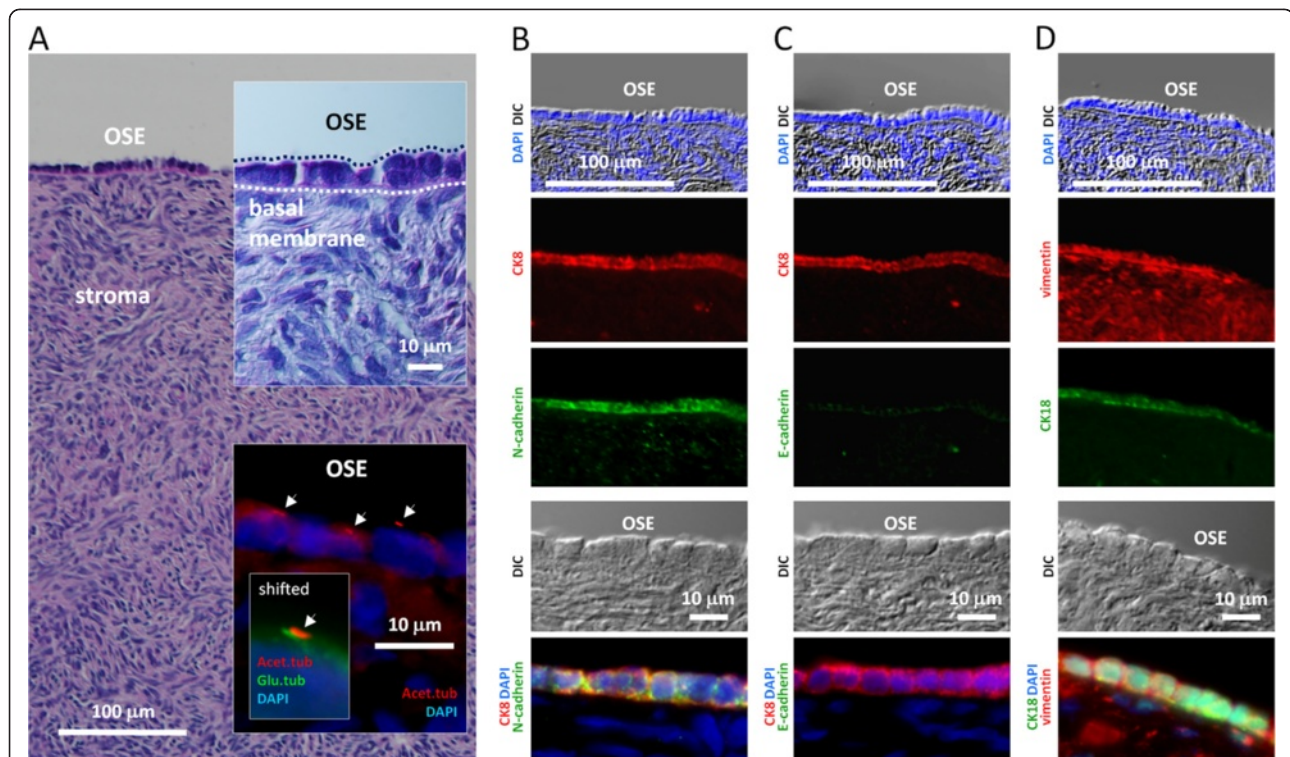 A
OSE
stroma
100 μm
OSE
basal
membrane
10 μm
OSE
shifted
Acet.tub
Glu.tub
DAPI
10 μm
Acet.tub
DAPI
B
DAPI DIC
OSE
100 μm
CK8
N-cadherin
DIC
OSE
10 μm
CK8 DAPI
N-cadherin
C
DAPI DIC
OSE
100 μm
CK8
E-cadherin
DIC
OSE
10 μm
CK8 DAPI
E-cadherin
D
DAPI DIC
OSE
100 μm
vimentin
CK18
DIC
OSE
10 μm
CK18 DAPI
vimentin